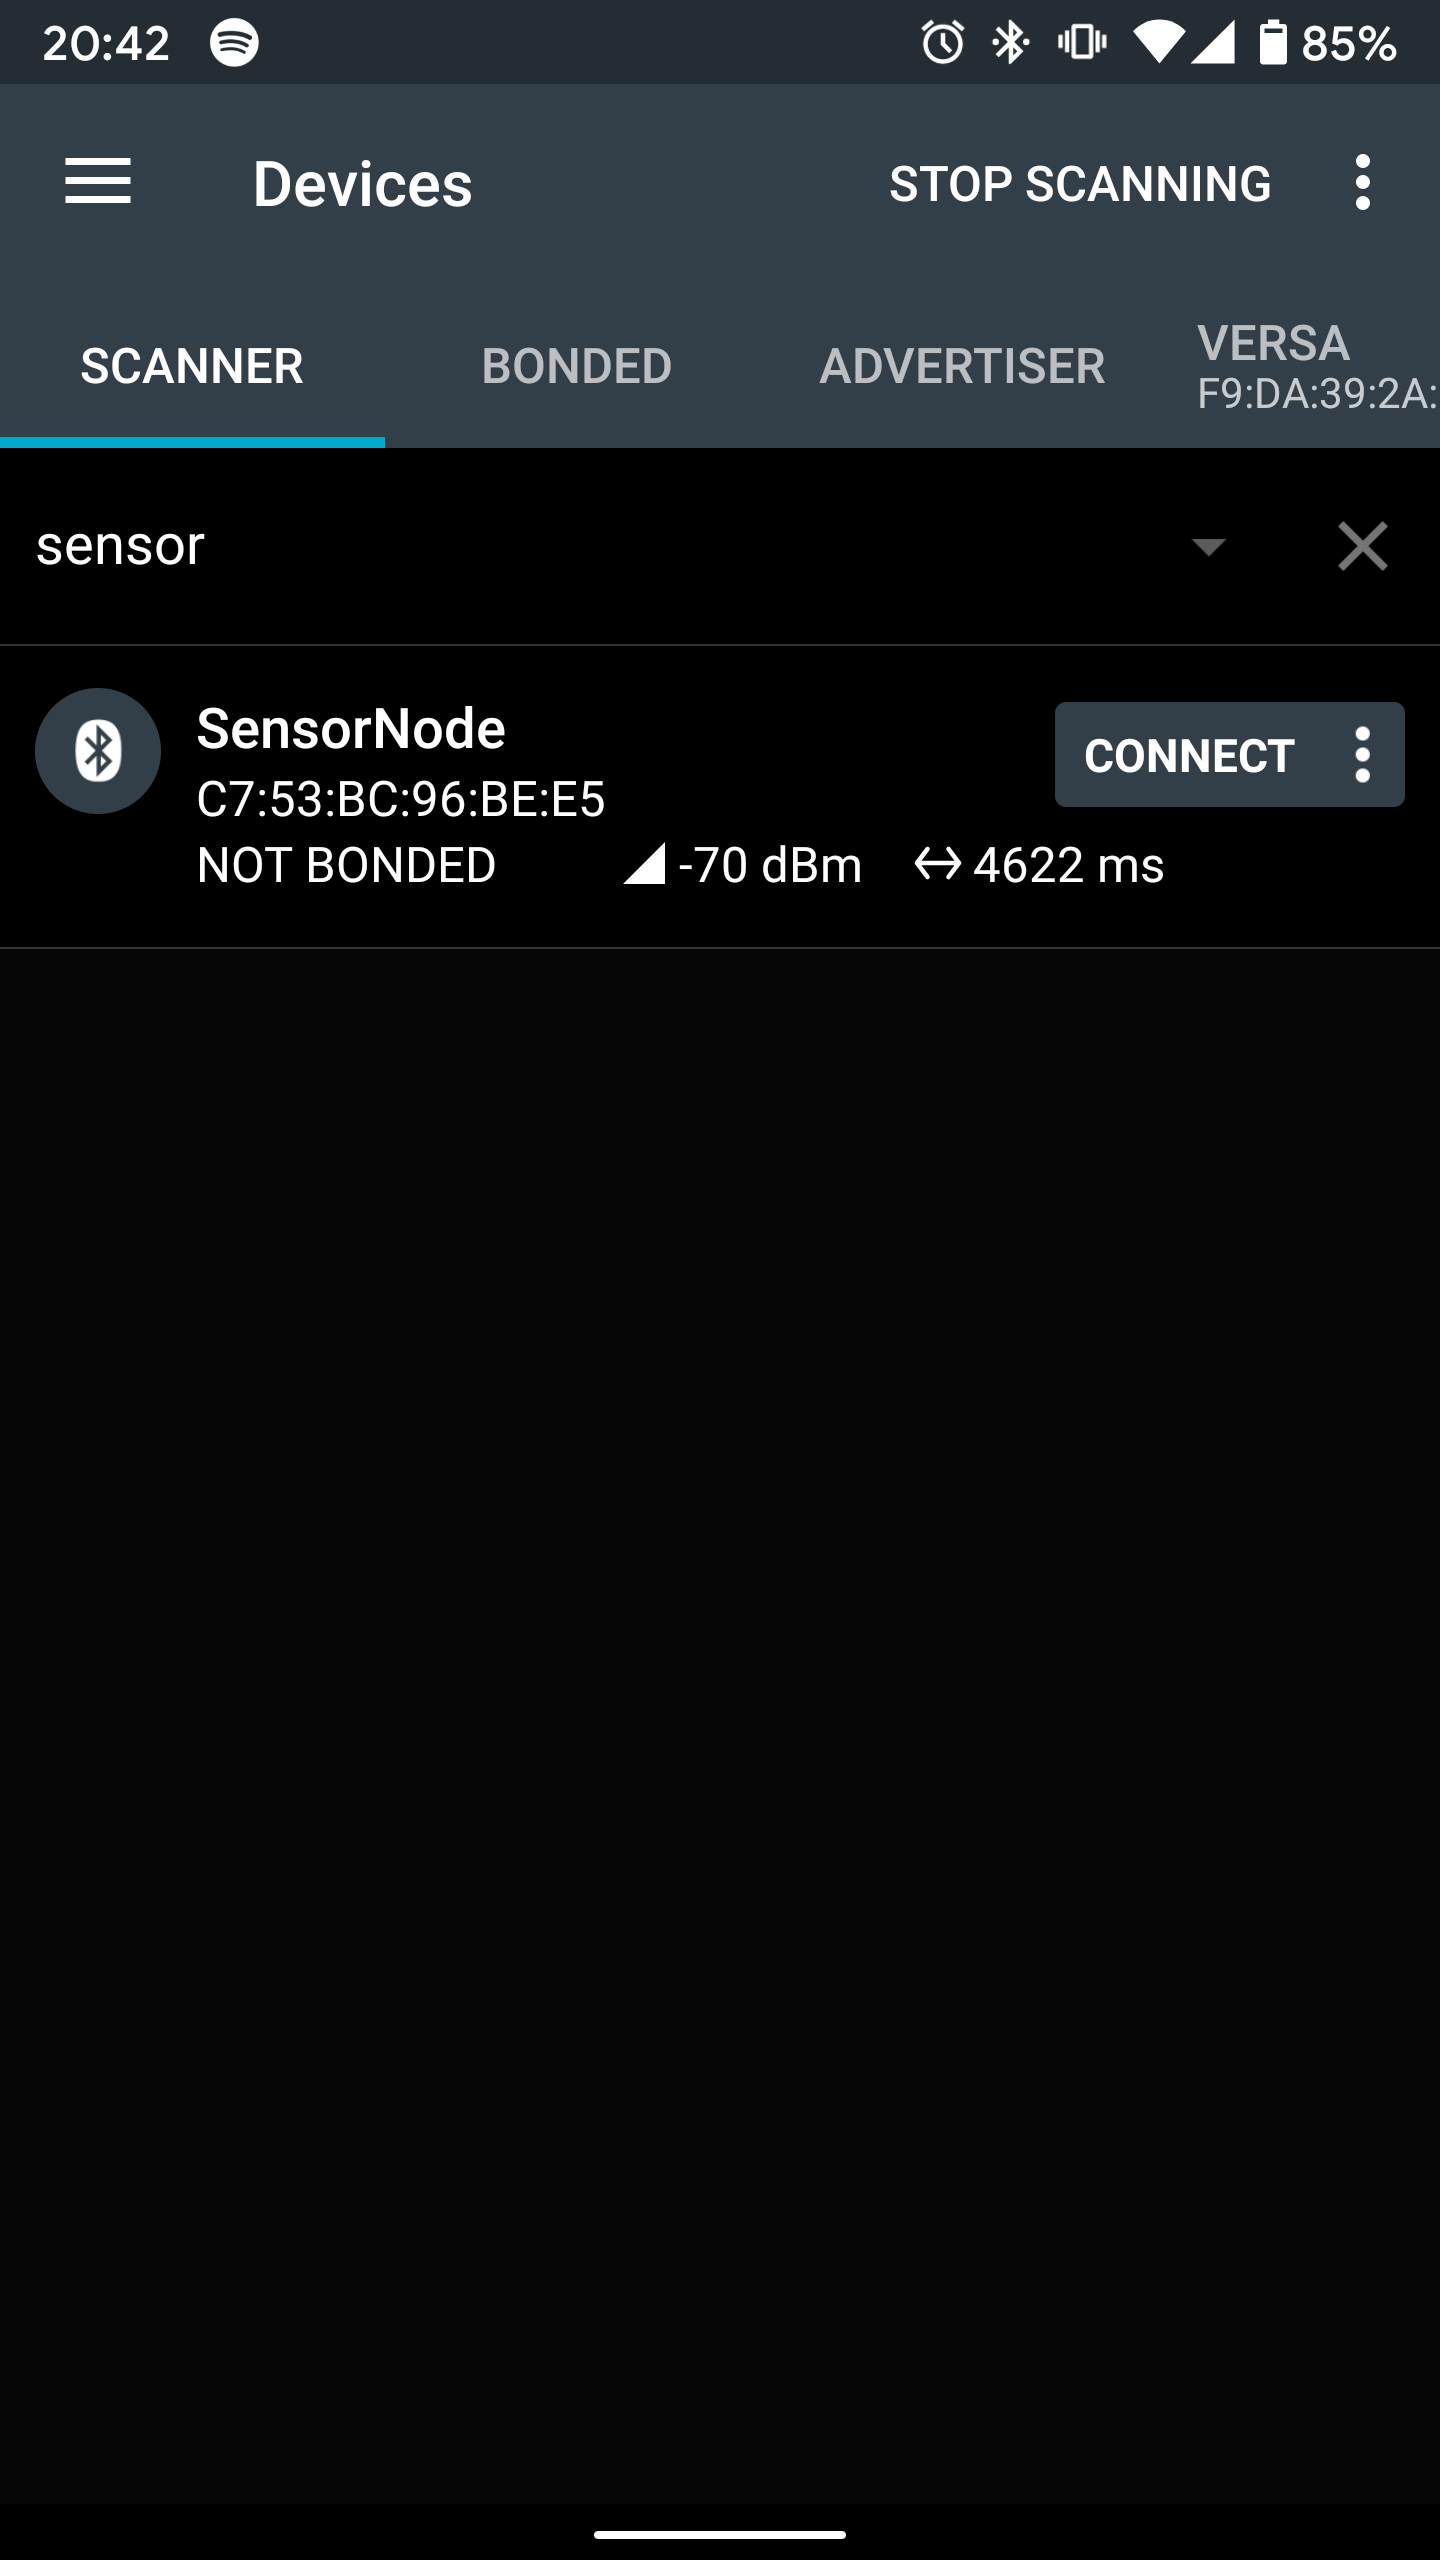 20:42 85%
Devices STOP SCANNING
SCANNER BONDED ADVERTISER VERSA
F9:DA:39:2A:
sensor
SensorNode
CONNECT
C7:53:BC:96:BE:E5
NOT BONDED -70 dBm 4622 ms